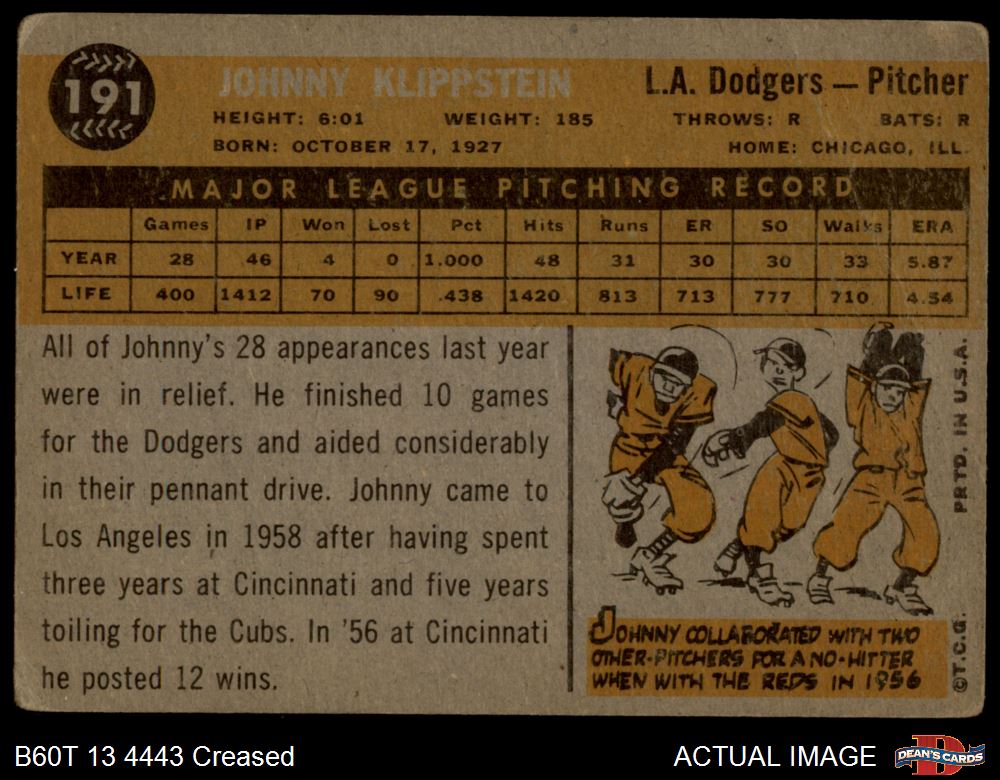 191
JOHNNY KLIPPSTEIN
L.A. Dodgers — Pitcher
HEIGHT: 6:01 WEIGHT: 185 THROWS: R BATS: R
BORN: OCTOBER 17, 1927 HOME: CHICAGO, ILL.
MAJOR LEAGUE PITCHING RECORD
Games IP Won Lost Pct Hits Runs ER SO Walks ERA
YEAR 28 46 4 0 1.000 48 31 30 30 33 5.87
LIFE 400 1412 70 90 .438 1420 813 713 777 710 4.54
All of Johnny's 28 appearances last year
were in relief. He finished 10 games
for the Dodgers and aided considerably
in their pennant drive. Johnny came to
Los Angeles in 1958 after having spent
three years at Cincinnati and five years
toiling for the Cubs. In '56 at Cincinnati
he posted 12 wins.
JOHNNY COLLABORATED WITH TWO
OTHER PITCHERS FOR A NO-HITTER
WHEN WITH THE REDS IN 1956
©T.C.G. PRTD. IN U.S.A.
B60T 13 4443 Creased
ACTUAL IMAGE
DEAN'S CARDS